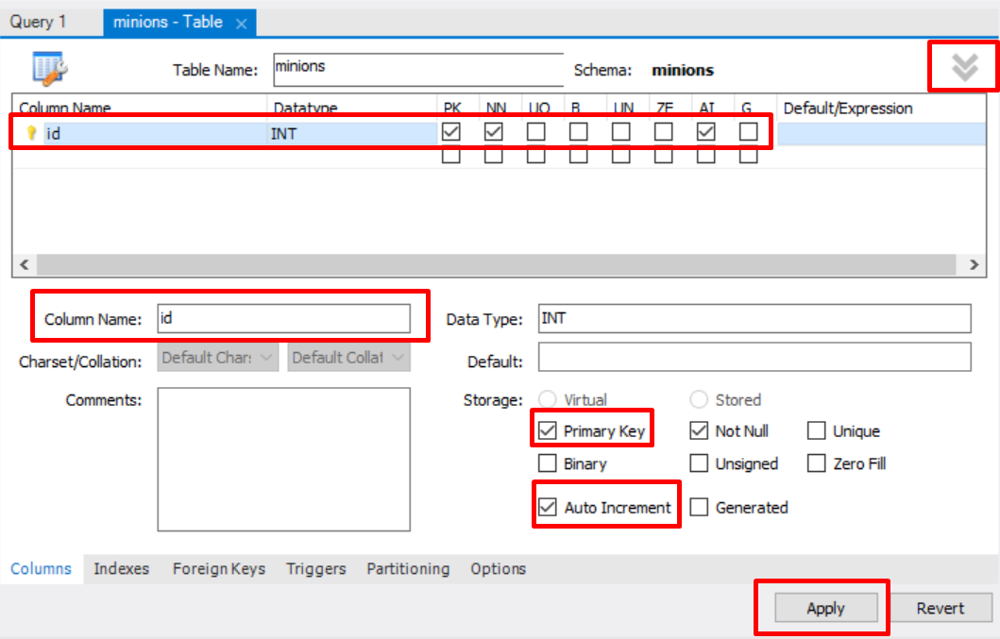 Query 1 minions - Table
Table Name: minions Schema: minions
Column Name Datatype PK NN UQ B UN ZF AI G Default/Expression
id INT
Column Name: id Data Type: INT
Charset/Collation: Default Chars Default Collat Default:
Comments: Storage: Virtual Stored
Primary Key Not Null Unique
Binary Unsigned Zero Fill
Auto Increment Generated
Columns Indexes Foreign Keys Triggers Partitioning Options
Apply Revert